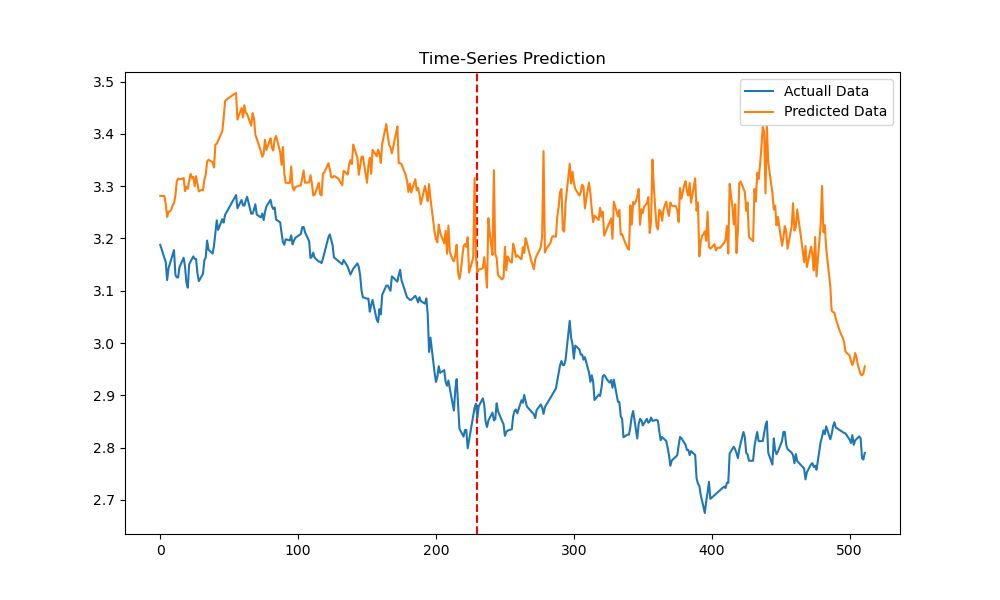 Time-Series Prediction
Actuall Data
Predicted Data
3.5
3.4
3.3
3.2
3.1
3.0
2.9
2.8
2.7
0 100 200 300 400 500